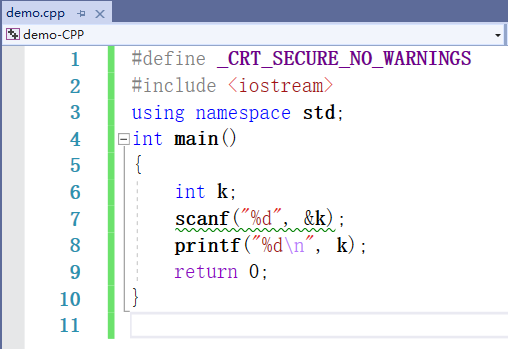 demo.cpp
demo-CPP
1 #define _CRT_SECURE_NO_WARNINGS
2 #include <iostream>
3 using namespace std;
4 int main()
5 {
6 int k;
7 scanf("%d", &k);
8 printf("%d\n", k);
9 return 0;
10 }
11